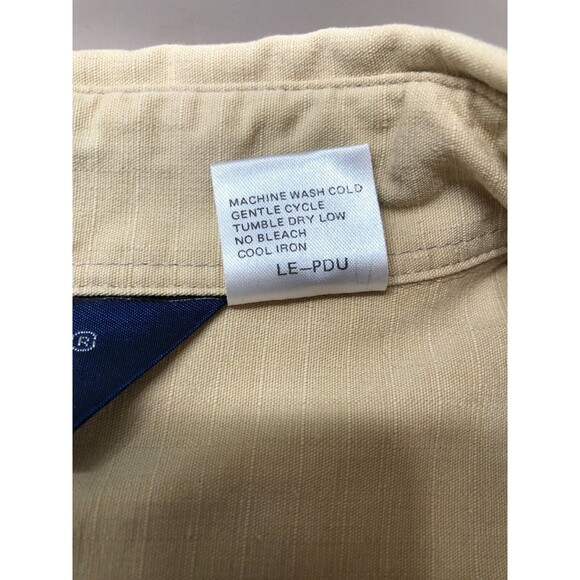 MACHINE WASH COLD
GENTLE CYCLE
TUMBLE DRY LOW
NO BLEACH
COOL IRON
LE-PDU
®